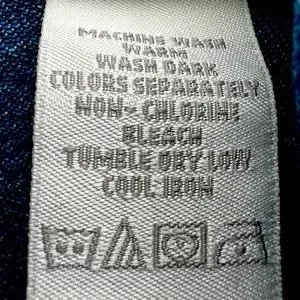 MACHINE WASH
WARM
WASH DARK
COLORS SEPARATELY
NON-CHLORINE
BLEACH
TUMBLE DRY LOW
COOL IRON